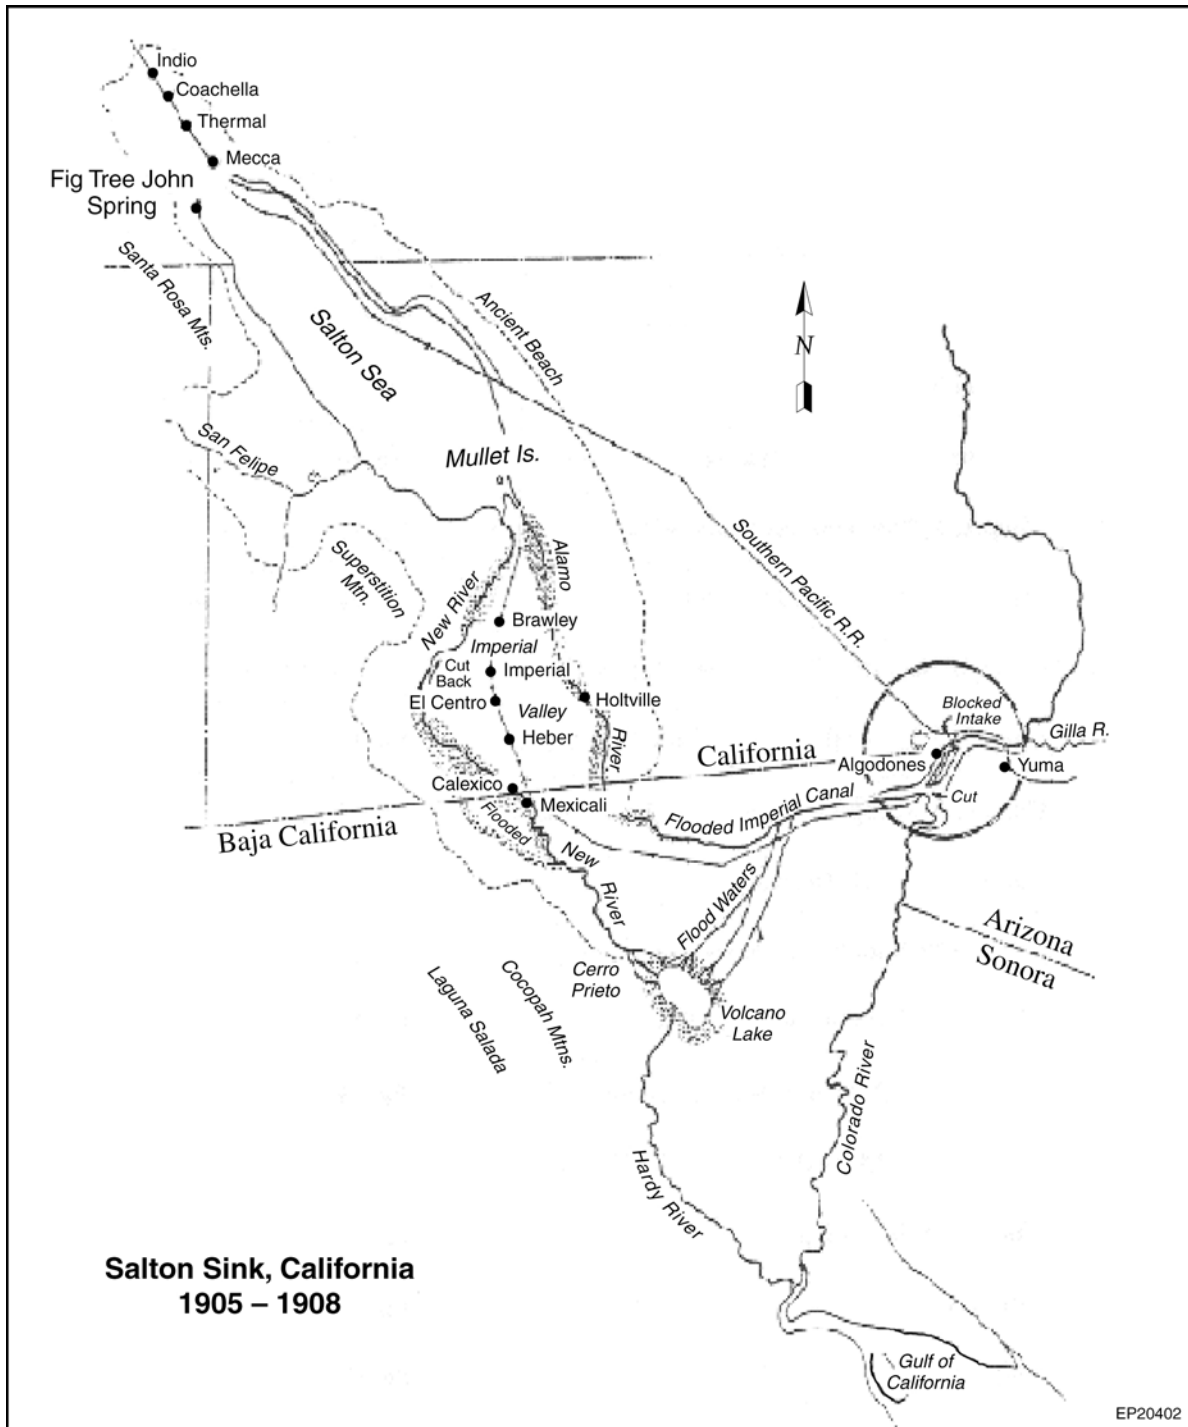 Indio
Coachella
Thermal
Mecca
Fig Tree John
Spring
Santa Rosa Mts.
Salton Sea
Ancient Beach
N
San Felipe
Mullet Is.
Superstition
Mtn.
New River
Alamo
Southern Pacific R.R.
Brawley
Imperial
Cut
Back
Imperial
El Centro
Holtville
Valley
Heber
River
Blocked
Intake
Gilla R.
California
Algodones
Yuma
Calexico
Mexicali
Flooded Imperial Canal
Cut
Baja California
Flooded
New
River
Flood Waters
Arizona
Sonora
Cerro
Prieto
Laguna Salada
Cocopah Mtns.
Volcano
Lake
Colorado River
Hardy River
Salton Sink, California
1905 – 1908
Gulf of
California
EP20402